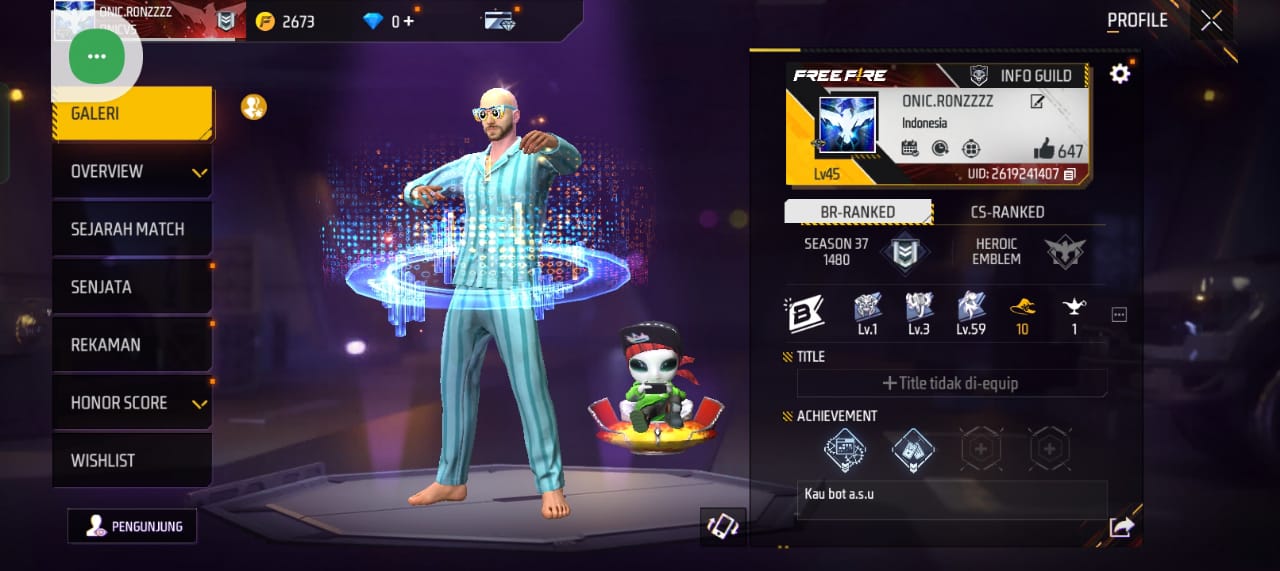 ONIC.RONZZZZ
ONICVS
2673
0 +
PROFILE
GALERI
OVERVIEW
SEJARAH MATCH
SENJATA
REKAMAN
HONOR SCORE
WISHLIST
PENGUNJUNG
FREE FIRE
INFO GUILD
ONIC.RONZZZZ
Indonesia
647
Lv45
UID: 2619241407
BR-RANKED
CS-RANKED
SEASON 37
1480
HEROIC
EMBLEM
B
Lv.1
Lv.3
Lv.59
10
1
TITLE
+Title tidak di-equip
ACHIEVEMENT
Kau bot a.s.u